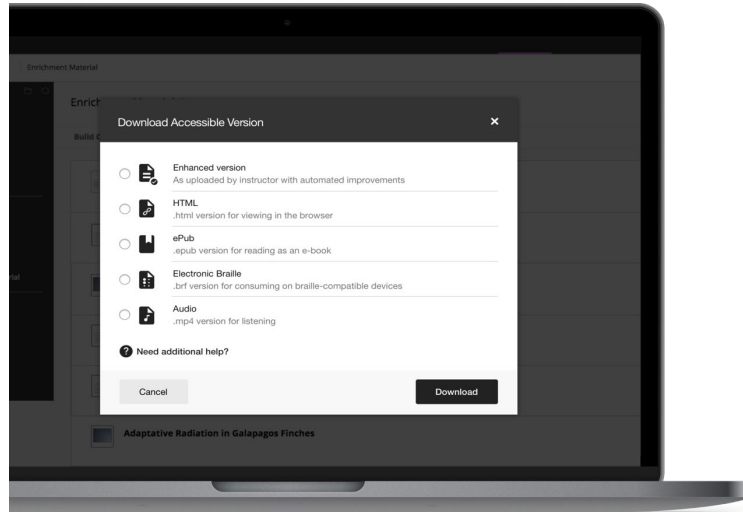 Enrichment Material
Enrich
Build C
Download Accessible Version
Enhanced version
As uploaded by instructor with automated improvements
HTML
.html version for viewing in the browser
ePub
.epub version for reading as an e-book
Electronic Braille
.brf version for consuming on braille-compatible devices
rial
Audio
.mp4 version for listening
? Need additional help?
Cancel
Download
Adaptative Radiation in Galapagos Finches